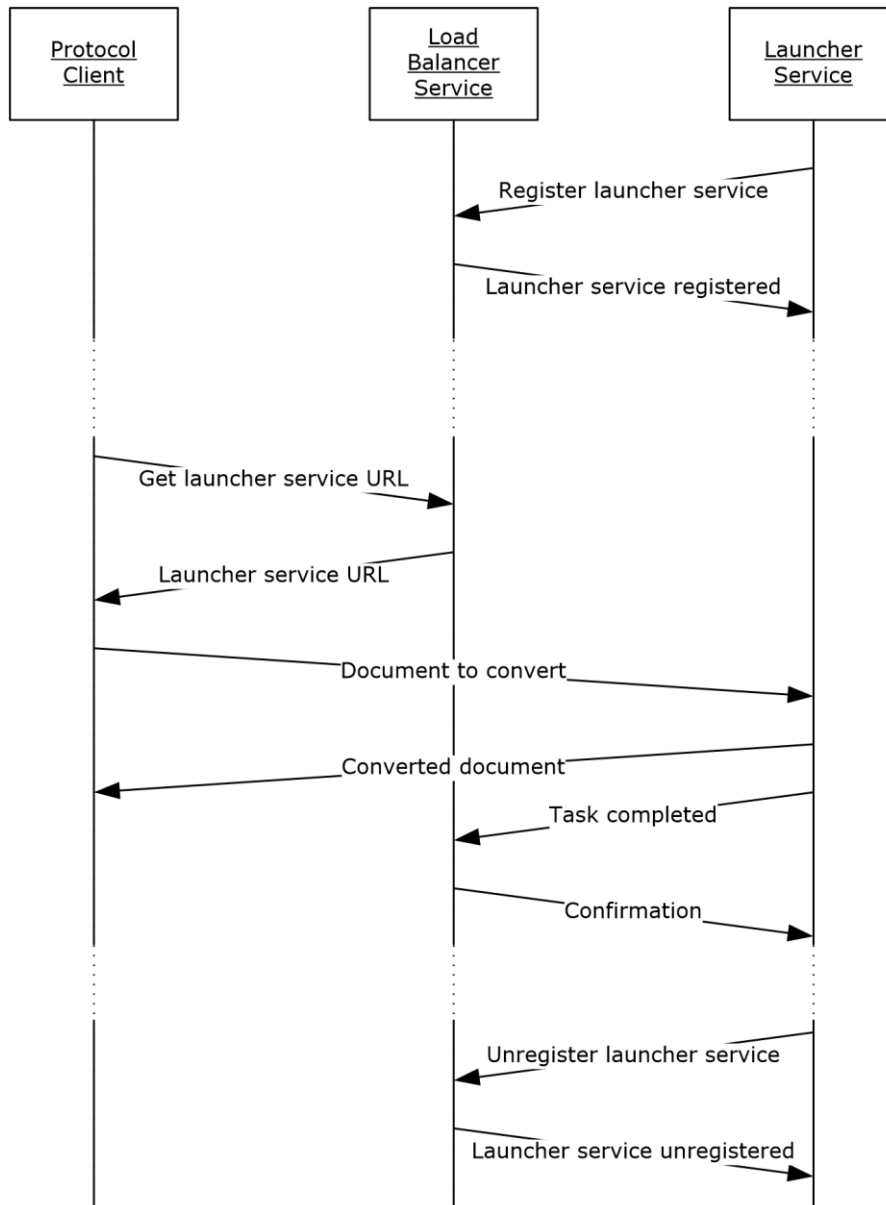 Protocol
Client
Load
Balancer
Service
Launcher
Service
Register launcher service
Launcher service registered
Get launcher service URL
Launcher service URL
Document to convert
Converted document
Task completed
Confirmation
Unregister launcher service
Launcher service unregistered